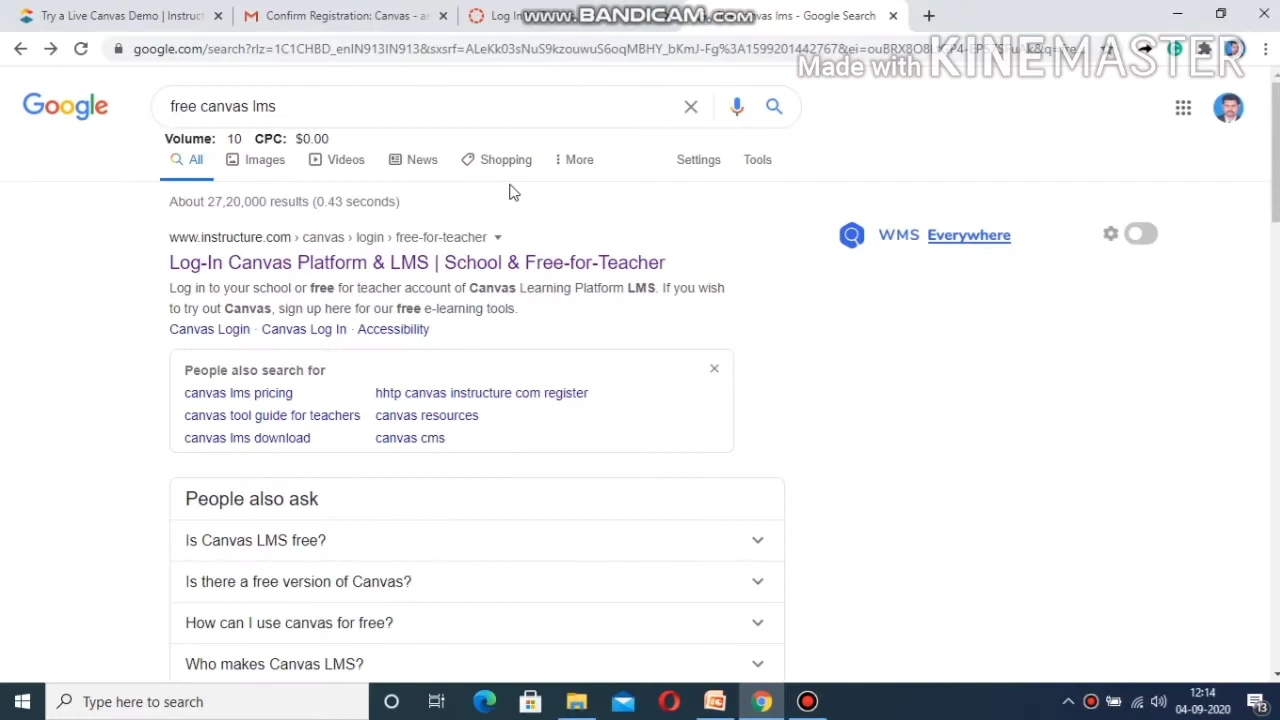 Try a Live Canvas Demo | Instruct
Confirm Registration: Canvas - a
Log In
www.BANDICAM.com
nvas lms - Google Search
Made with KINEMASTER
Google
free canvas lms
Volume: 10 CPC: $0.00
All
Images
Videos
News
Shopping
More
Settings
Tools
About 27,20,000 results (0.43 seconds)
www.instructure.com › canvas › login › free-for-teacher
Log-In Canvas Platform & LMS | School & Free-for-Teacher
Log in to your school or free for teacher account of Canvas Learning Platform LMS. If you wish
to try out Canvas, sign up here for our free e-learning tools.
Canvas Login · Canvas Log In · Accessibility
WMS Everywhere
People also search for
canvas lms pricing
hhtp canvas instructure com register
canvas tool guide for teachers
canvas resources
canvas lms download
canvas cms
People also ask
Is Canvas LMS free?
Is there a free version of Canvas?
How can I use canvas for free?
Who makes Canvas LMS?
Type here to search
12:14
04-09-2020
13